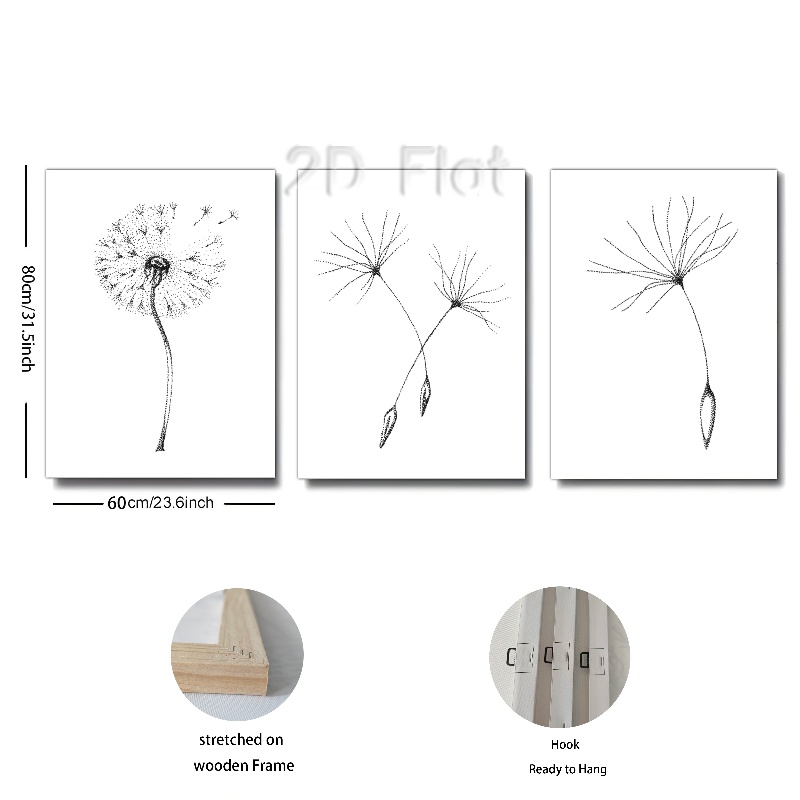 2D Flat
80cm/31.5inch
60cm/23.6inch
stretched on
wooden Frame
Hook
Ready to Hang